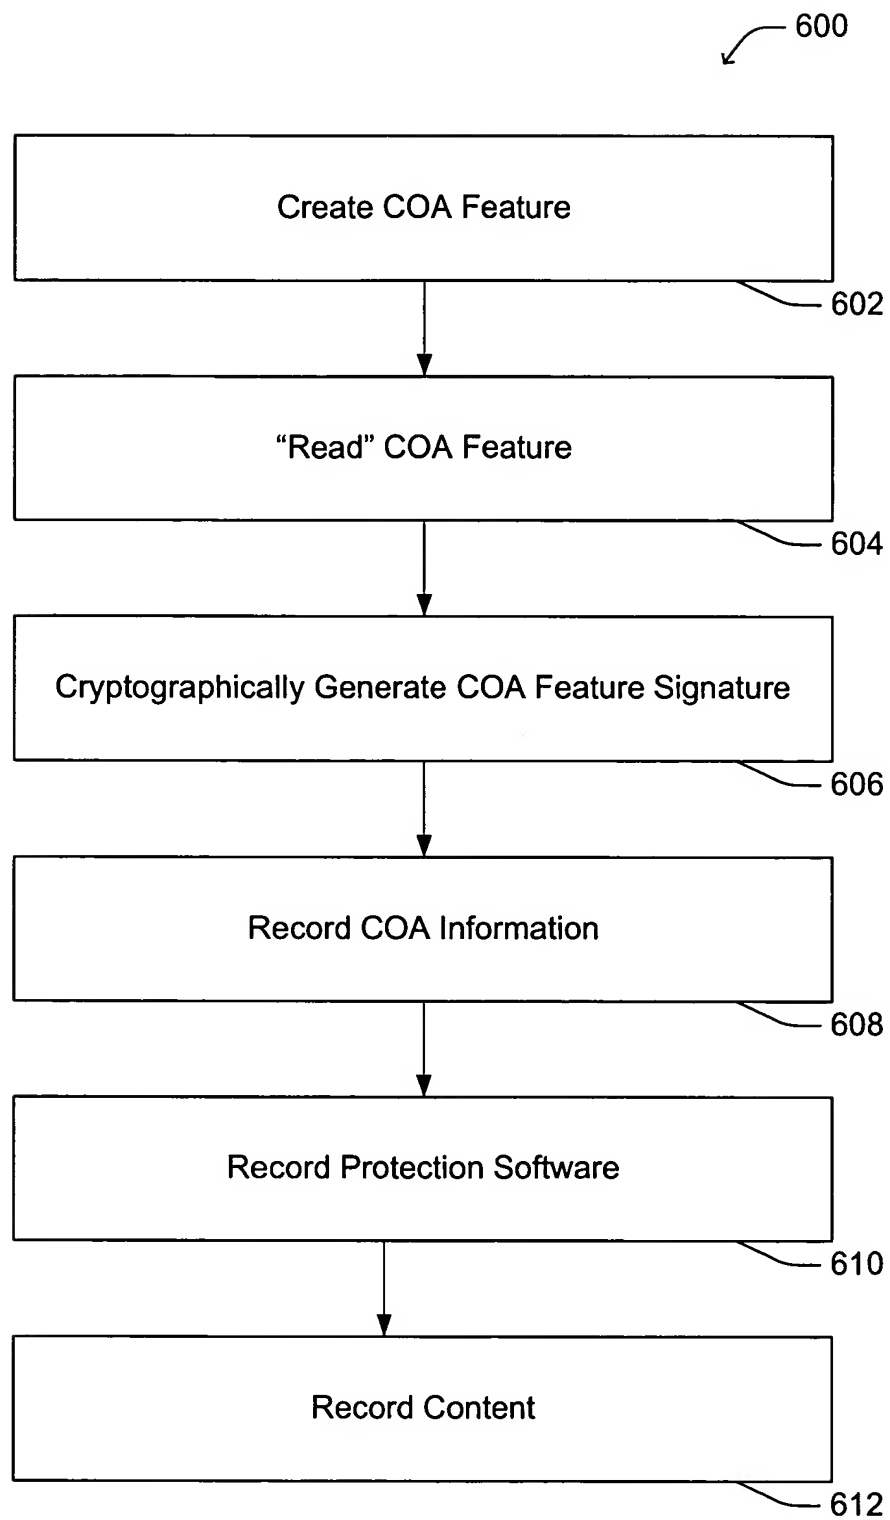 600
Create COA Feature
602
“Read” COA Feature
604
Cryptographically Generate COA Feature Signature
606
Record COA Information
608
Record Protection Software
610
Record Content
612